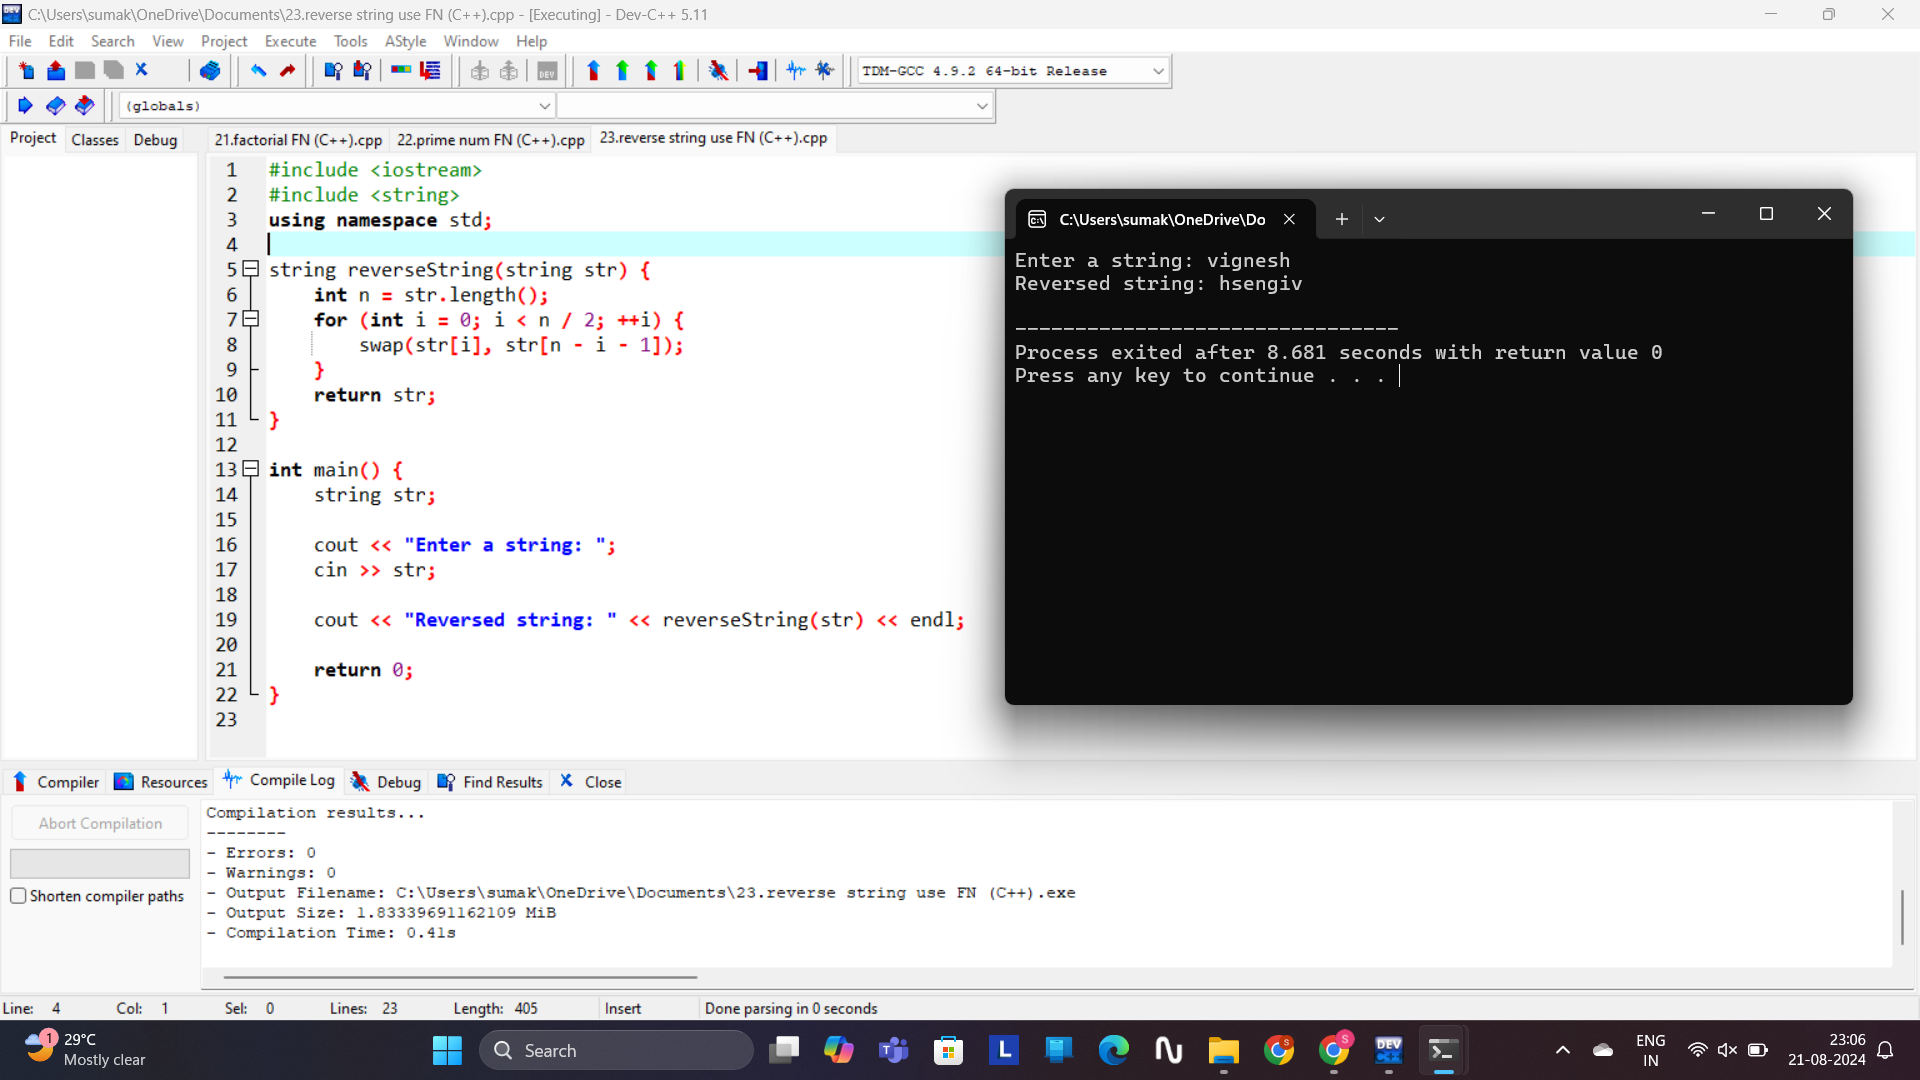 C:\Users\sumak\OneDrive\Documents\23.reverse string use FN (C++).cpp - [Executing] - Dev-C++ 5.11
File Edit Search View Project Execute Tools AStyle Window Help
TDM-GCC 4.9.2 64-bit Release
(globals)
Project Classes Debug
21.factorial FN (C++).cpp 22.prime num FN (C++).cpp 23.reverse string use FN (C++).cpp
1 #include <iostream>
2 #include <string>
3 using namespace std;
4
5 string reverseString(string str) {
6 int n = str.length();
7 for (int i = 0; i < n / 2; ++i) {
8 swap(str[i], str[n - i - 1]);
9 }
10 return str;
11 }
12
13 int main() {
14 string str;
15
16 cout << "Enter a string: ";
17 cin >> str;
18
19 cout << "Reversed string: " << reverseString(str) << endl;
20
21 return 0;
22 }
23
C:\Users\sumak\OneDrive\Do
Enter a string: vignesh
Reversed string: hsengiv
--------------------------------
Process exited after 8.681 seconds with return value 0
Press any key to continue . . .
Compiler Resources Compile Log Debug Find Results Close
Abort Compilation
Shorten compiler paths
Compilation results...
--------
- Errors: 0
- Warnings: 0
- Output Filename: C:\Users\sumak\OneDrive\Documents\23.reverse string use FN (C++).exe
- Output Size: 1.83339691162109 MiB
- Compilation Time: 0.41s
Line: 4 Col: 1 Sel: 0 Lines: 23 Length: 405 Insert Done parsing in 0 seconds
1
29°C
Mostly clear
Search
L
S
S
DEV
C++
ENG
IN
23:06
21-08-2024